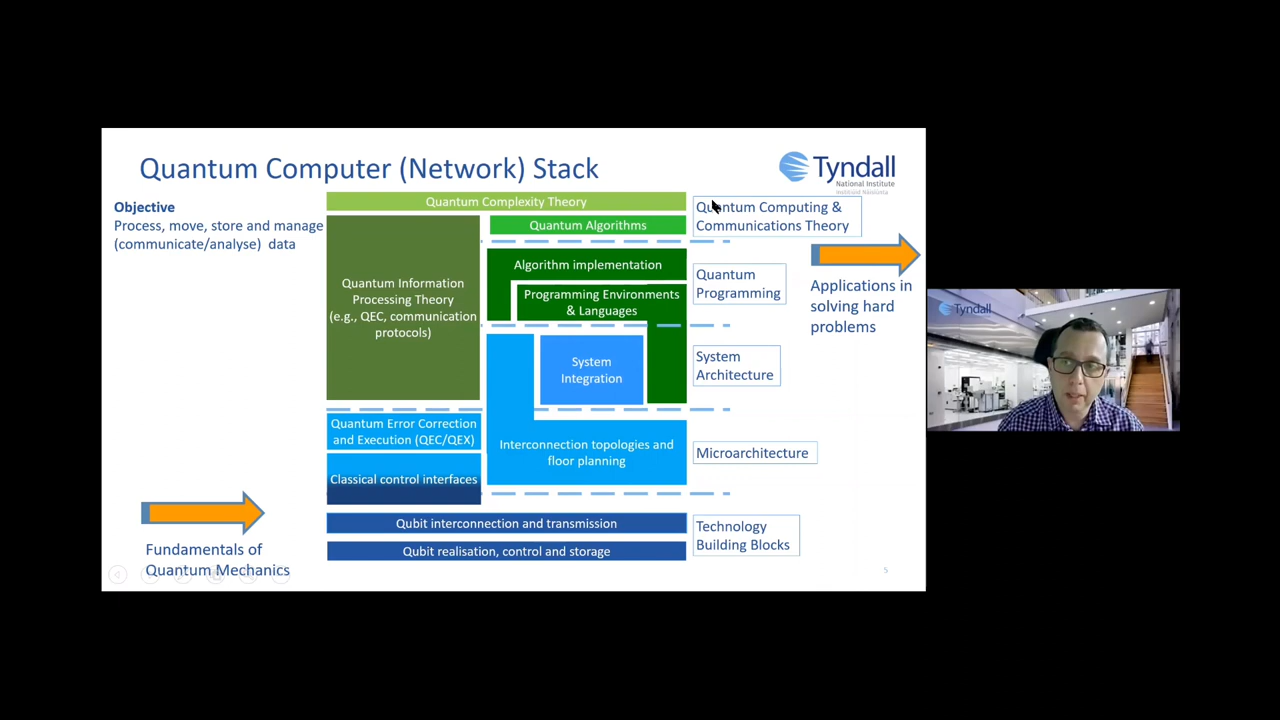 Quantum Computer (Network) Stack
Tyndall
National Institute
Institiúid Náisiúnta
Objective
Process, move, store and manage
(communicate/analyse) data
Quantum Complexity Theory
Quantum Algorithms
Quantum Computing &
Communications Theory
Quantum Information
Processing Theory
(e.g., QEC, communication
protocols)
Algorithm implementation
Programming Environments
& Languages
Quantum
Programming
Applications in
solving hard
problems
System
Integration
System
Architecture
Quantum Error Correction
and Execution (QEC/QEX)
Classical control interfaces
Interconnection topologies and
floor planning
Microarchitecture
Fundamentals of
Quantum Mechanics
Qubit interconnection and transmission
Qubit realisation, control and storage
Technology
Building Blocks
5
Tyndall